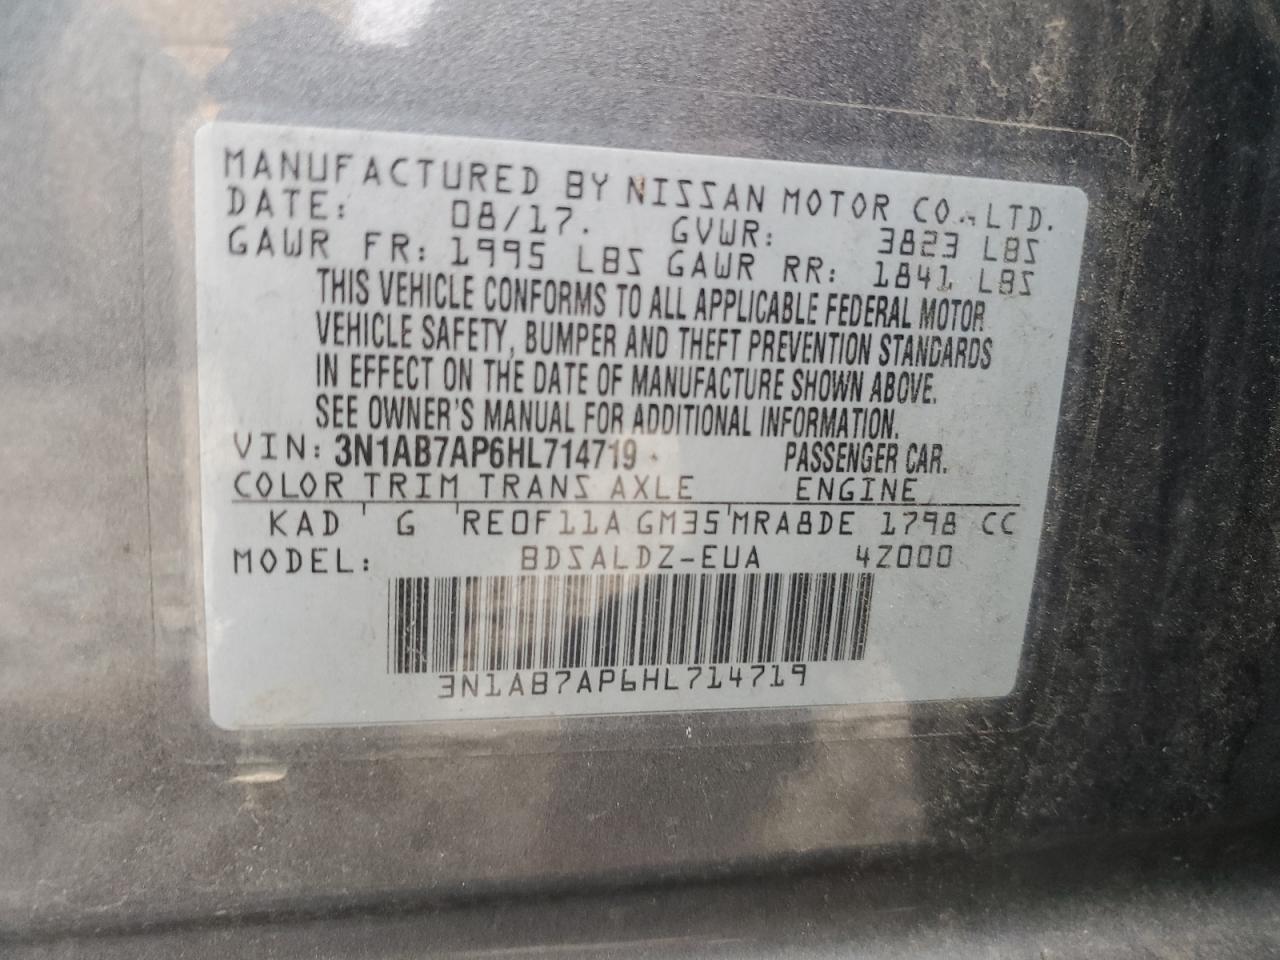 MANUFACTURED BY NISSAN MOTOR CO., LTD.
DATE: 08/17. GVWR: 3823 LBS
GAWR FR: 1995 LBS GAWR RR: 1841 LBS
THIS VEHICLE CONFORMS TO ALL APPLICABLE FEDERAL MOTOR
VEHICLE SAFETY, BUMPER AND THEFT PREVENTION STANDARDS
IN EFFECT ON THE DATE OF MANUFACTURE SHOWN ABOVE.
SEE OWNER'S MANUAL FOR ADDITIONAL INFORMATION.
VIN: 3N1AB7AP6HL714719 PASSENGER CAR.
COLOR TRIM TRANS AXLE ENGINE
KAD G RE0F11A GM35 MRA8DE 1798 CC
MODEL: BDSALDZ-EUA 4Z000
3N1AB7AP6HL714719